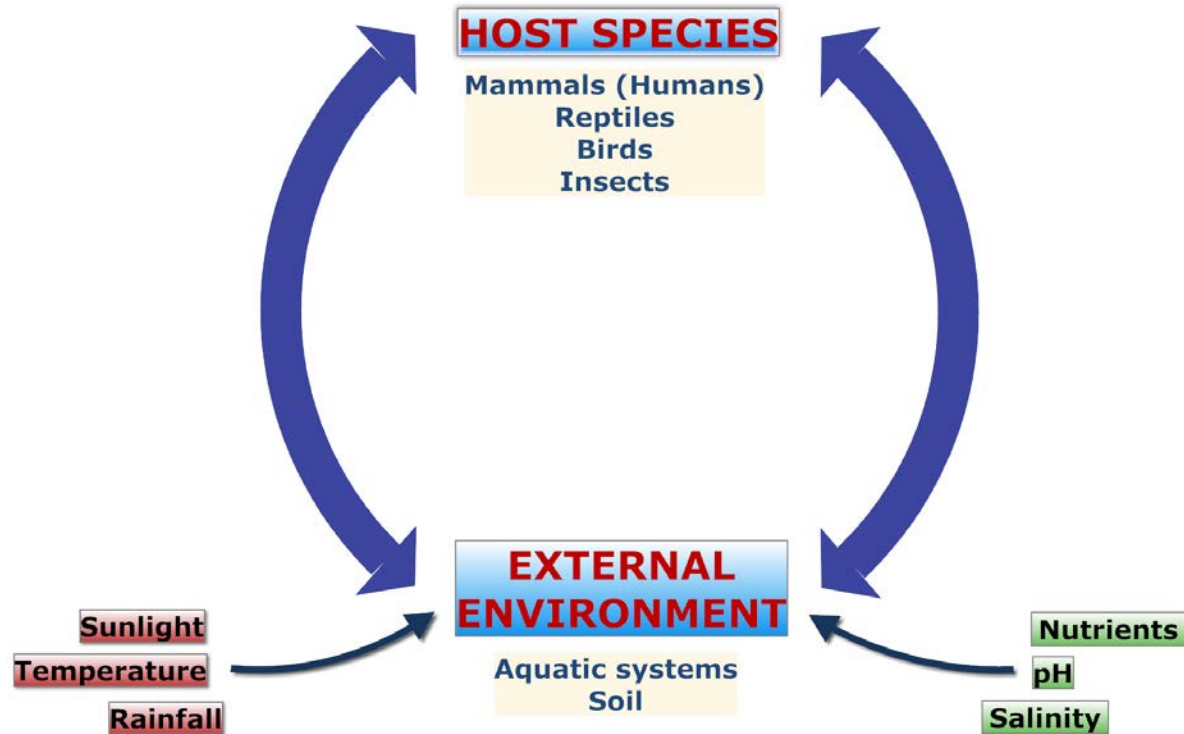 HOST SPECIES
Mammals (Humans)
Reptiles
Birds
Insects
EXTERNAL
ENVIRONMENT
Aquatic systems
Soil
Sunlight
Temperature
Rainfall
Nutrients
pH
Salinity